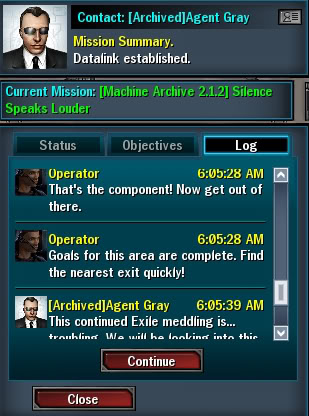 Contact: [Archived]Agent Gray
Mission Summary.
Datalink established.
Current Mission: [Machine Archive 2.1.2] Silence
Speaks Louder
Status Objectives Log
Operator 6:05:28 AM
That's the component! Now get out of
there.
Operator 6:05:28 AM
Goals for this area are complete. Find
the nearest exit quickly!
[Archived]Agent Gray 6:05:39 AM
This continued Exile meddling is...
troubling. We will be looking into this
Continue
Close